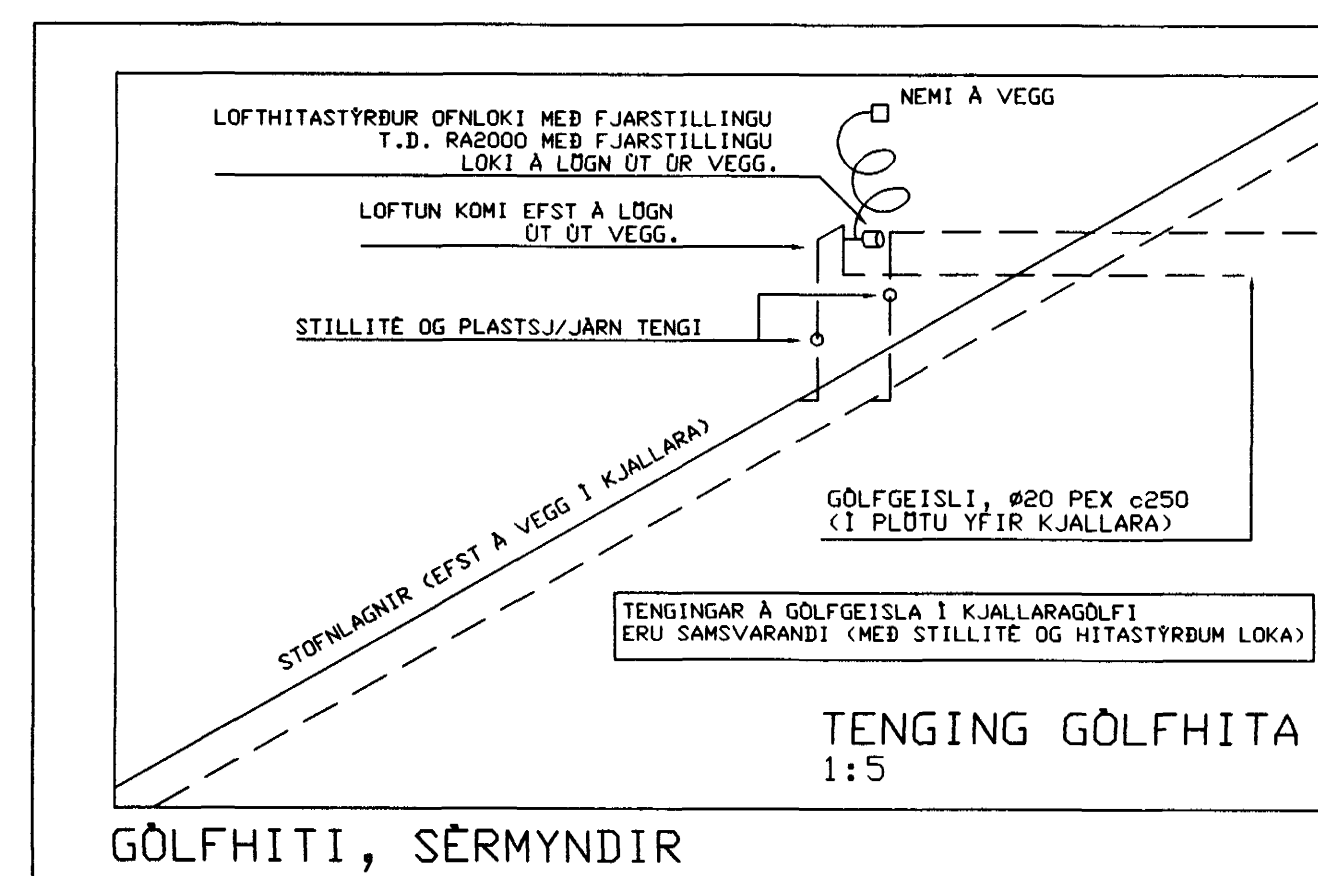 NEMI Á VEGG
LOFTHITASTÝRÐUR OFNLOKI MEÐ FJARSTILLINGU
T.D. RA2000 MEÐ FJARSTILLINGU
LOKI Á LÖGN ÚT ÚR VEGG.
LOFTUN KOMI EFST Á LÖGN
ÚT ÚT VEGG.
STILLITÉ OG PLASTSJ/JÁRN TENGI
STOFNLAGNIR (EFST Á VEGG Í KJALLARA)
GÓLFGEISLI, ø20 PEX c250
(Í PLÖTU YFIR KJALLARA)
TENGINGAR Á GÓLFGEISLA Í KJALLARAGÓLFI
ERU SAMSVARANDI (MEÐ STILLITÉ OG HITASTÝRÐUM LOKA)
TENGING GÓLFHITA
1:5
GÓLFHITI, SÉRMYNDIR